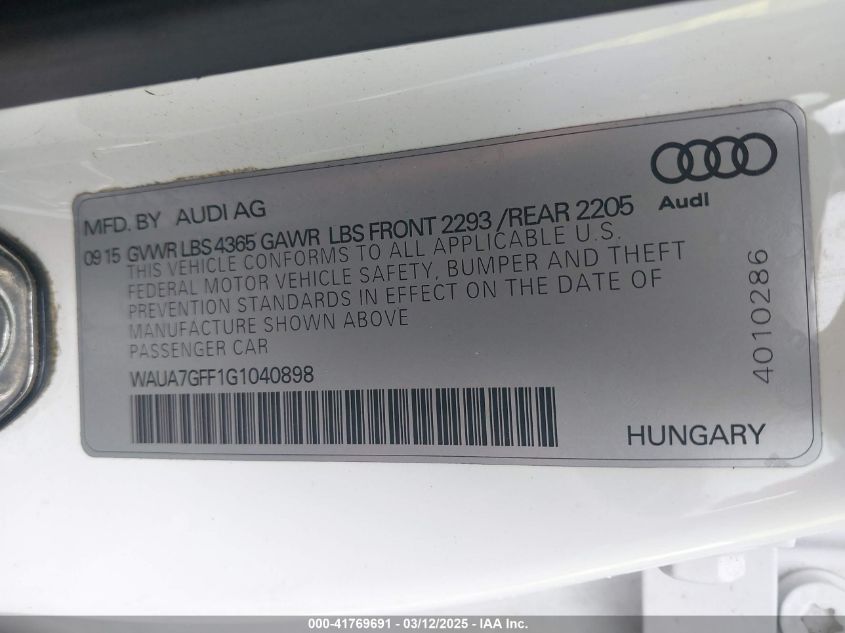 Audi
MFD. BY AUDI AG
09 15 GVWR LBS 4365 GAWR LBS FRONT 2293 /REAR 2205
THIS VEHICLE CONFORMS TO ALL APPLICABLE U.S.
FEDERAL MOTOR VEHICLE SAFETY, BUMPER AND THEFT
PREVENTION STANDARDS IN EFFECT ON THE DATE OF
MANUFACTURE SHOWN ABOVE
PASSENGER CAR
WAUA7GFF1G1040898
4010286
HUNGARY
000-41769691 - 03/12/2025 - IAA Inc.